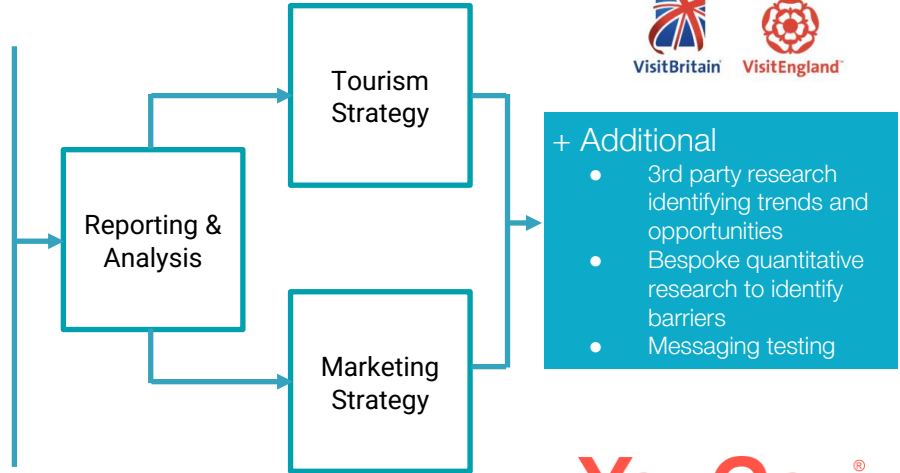 VisitBritain VisitEngland™
Tourism
Strategy
+ Additional
● 3rd party research
identifying trends and
opportunities
● Bespoke quantitative
research to identify
barriers
● Messaging testing
Reporting &
Analysis
Marketing
Strategy
®